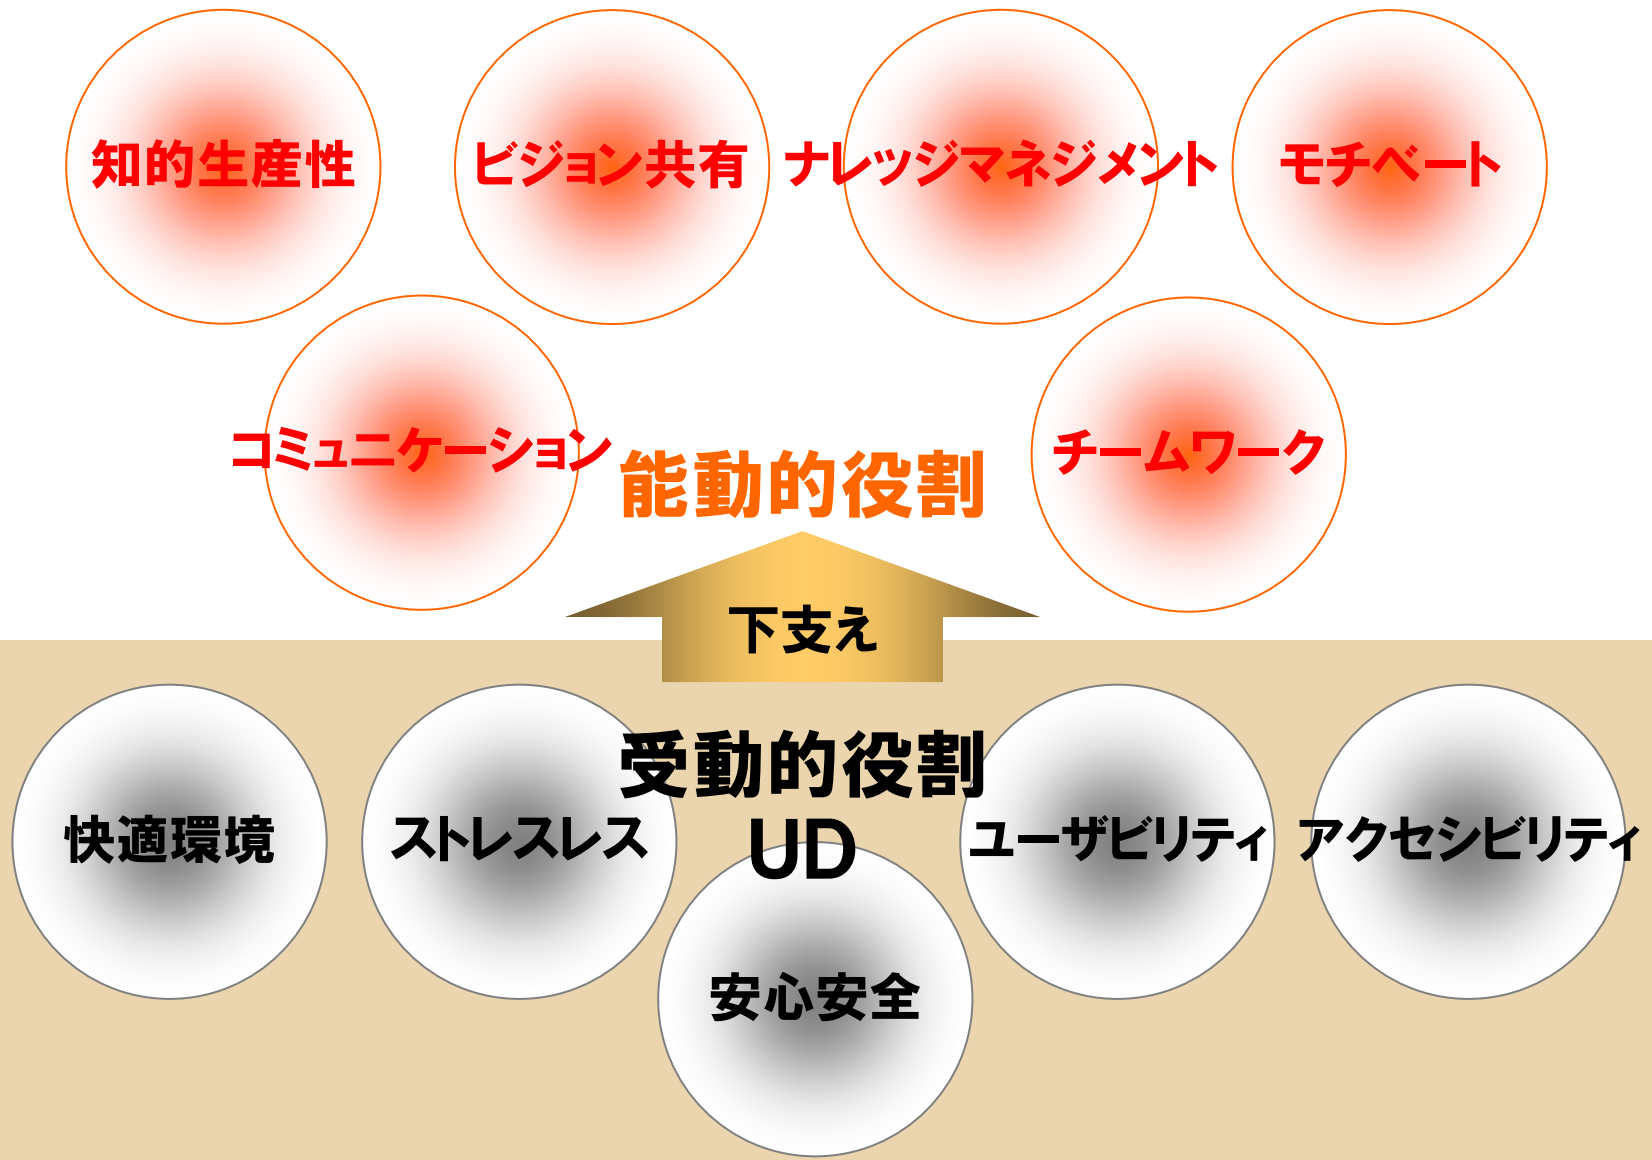 知的生産性
ビジョン共有
ナレッジマネジメント
モチベート
コミュニケーション
能動的役割
チームワーク
下支え
受動的役割
UD
快適環境
ストレスレス
ユーザビリティ
アクセシビリティ
安心安全